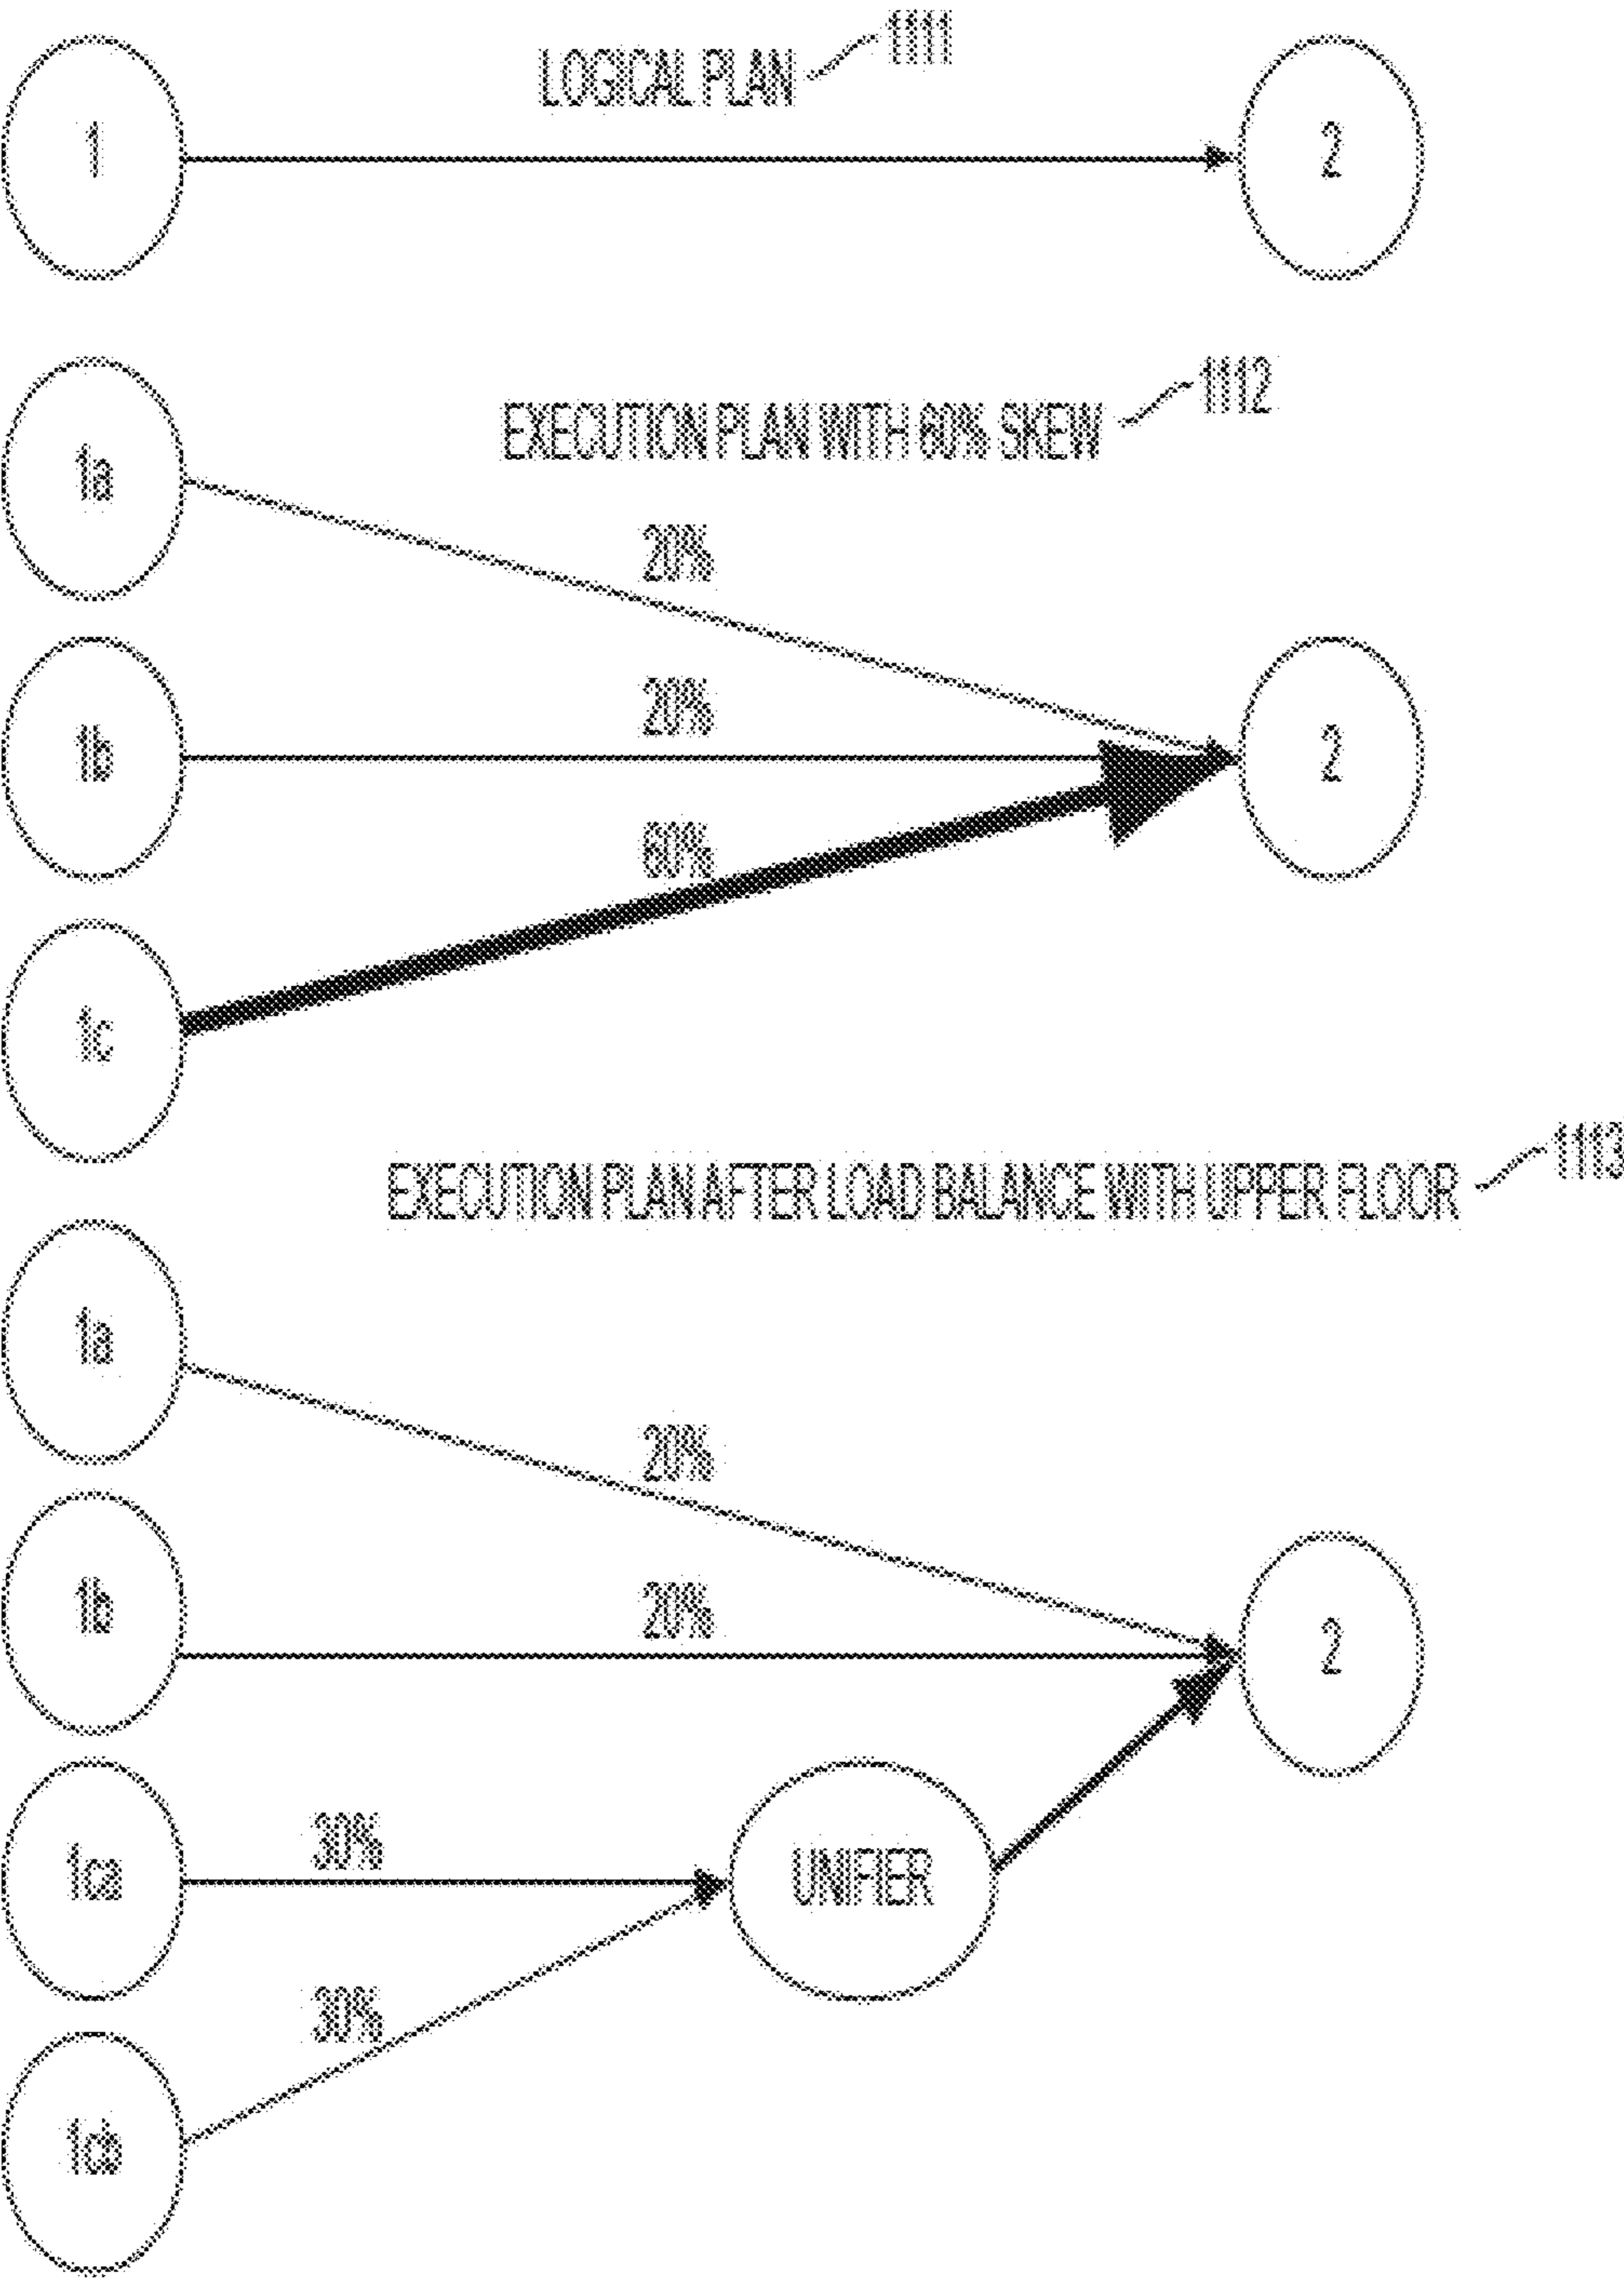 LOGICAL PLAN 1111
1
2
EXECUTION PLAN WITH 60% SKEW 1112
1a
20%
1b
20%
2
60%
1c
EXECUTION PLAN AFTER LOAD BALANCE WITH UPPER FLOOR 1113
1a
20%
1b
20%
2
1ca
30%
UNIFIER
30%
1cb